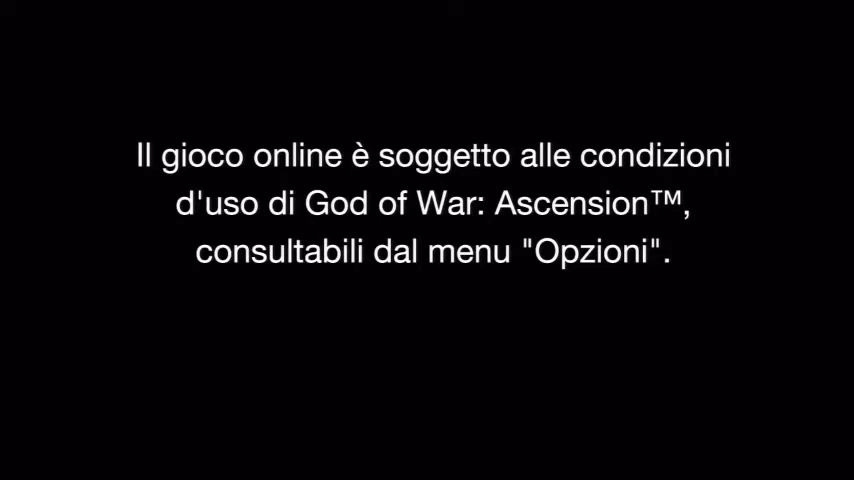 Il gioco online è soggetto alle condizioni
d'uso di God of War: Ascension™,
consultabili dal menu "Opzioni".